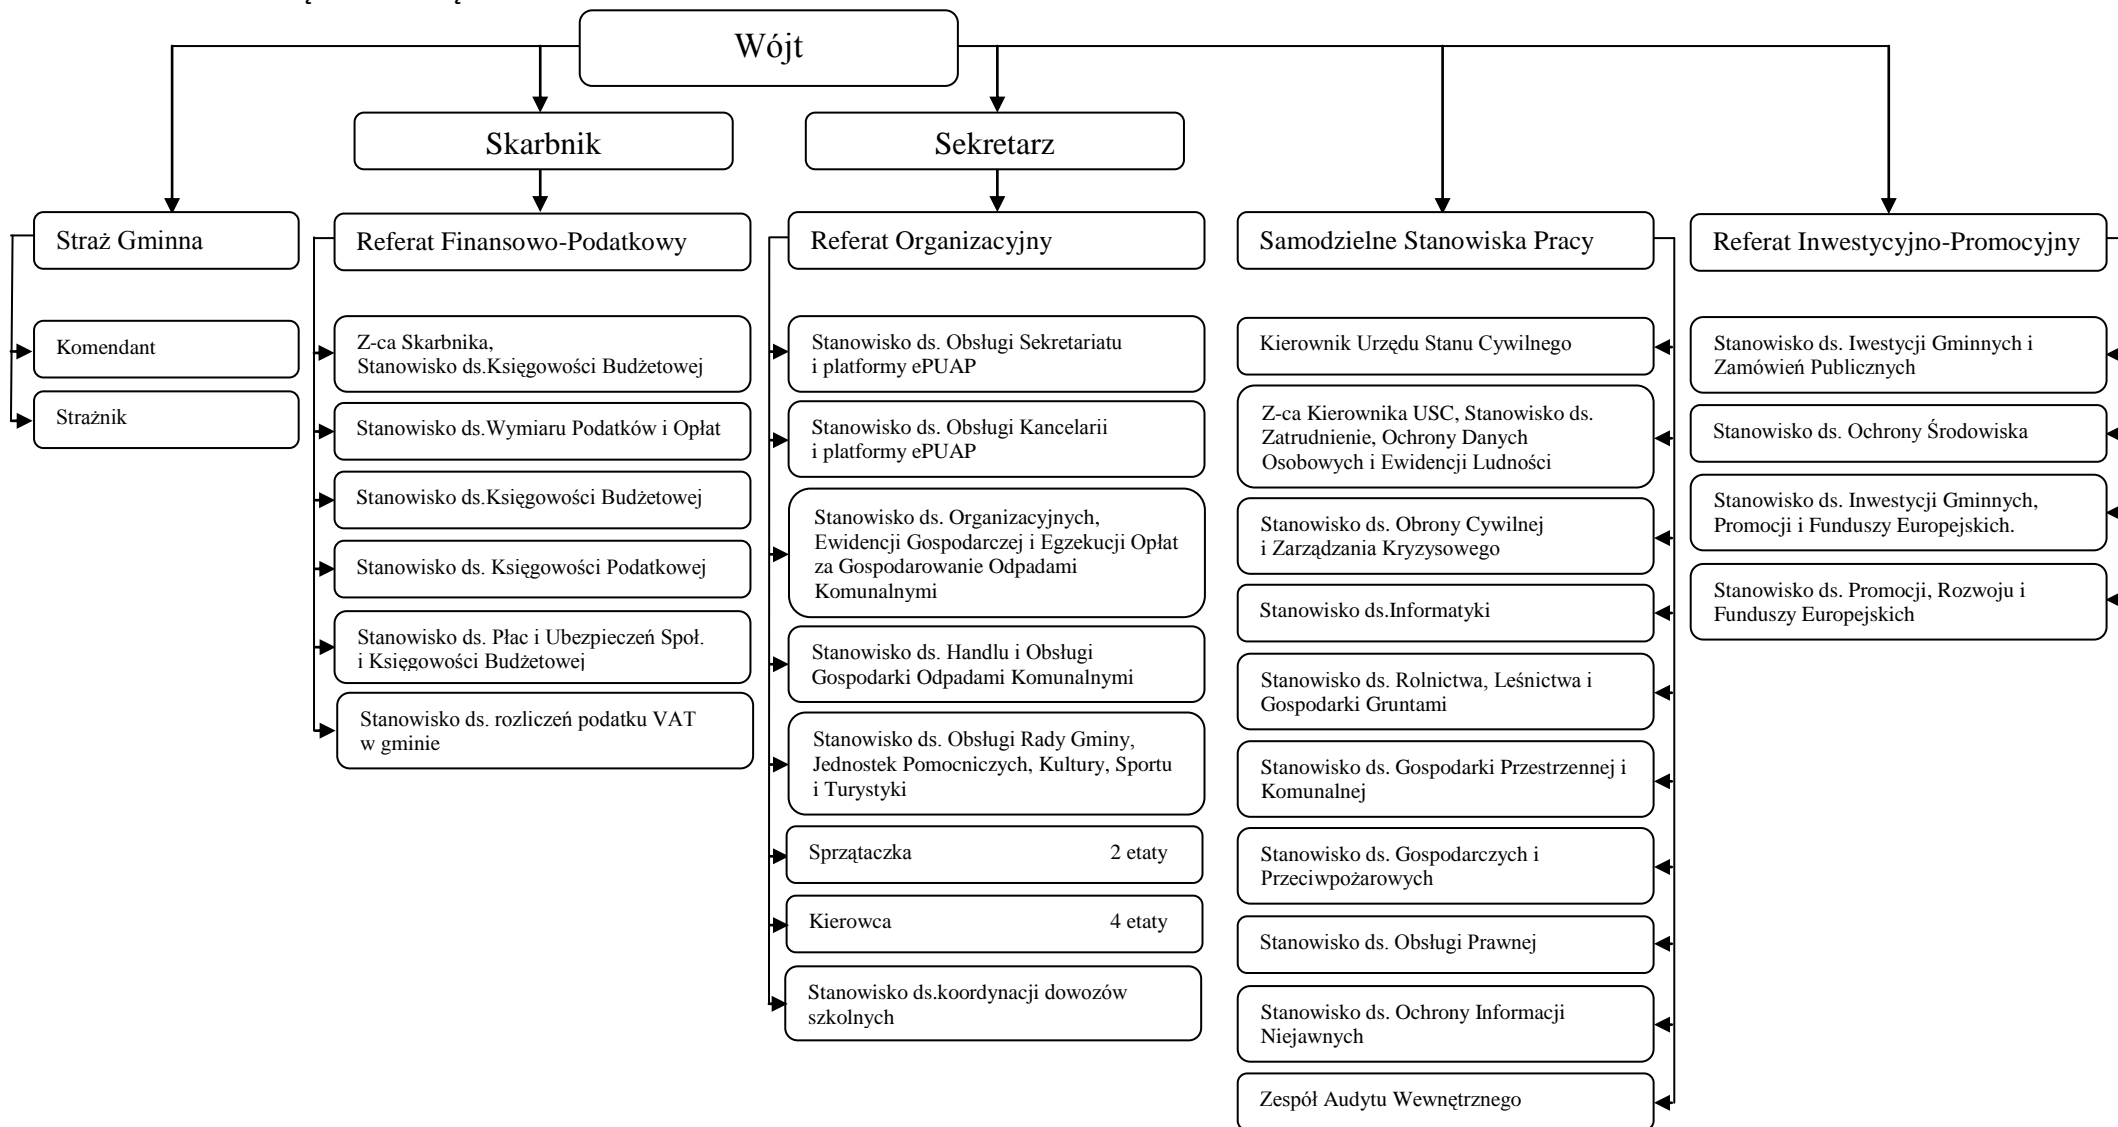 Wójt
Skarbnik
Sekretarz
Straż Gminna
Komendant
Strażnik
Referat Finansowo-Podatkowy
Z-ca Skarbnika,
Stanowisko ds.Księgowości Budżetowej
Stanowisko ds.Wymiaru Podatków i Opłat
Stanowisko ds.Księgowości Budżetowej
Stanowisko ds. Księgowości Podatkowej
Stanowisko ds. Płac i Ubezpieczeń Społ.
i Księgowości Budżetowej
Stanowisko ds. rozliczeń podatku VAT
w gminie
Referat Organizacyjny
Stanowisko ds. Obsługi Sekretariatu
i platformy ePUAP
Stanowisko ds. Obsługi Kancelarii
i platformy ePUAP
Stanowisko ds. Organizacyjnych,
Ewidencji Gospodarczej i Egzekucji Opłat
za Gospodarowanie Odpadami
Komunalnymi
Stanowisko ds. Handlu i Obsługi
Gospodarki Odpadami Komunalnymi
Stanowisko ds. Obsługi Rady Gminy,
Jednostek Pomocniczych, Kultury, Sportu
i Turystyki
Sprzątaczka 2 etaty
Kierowca 4 etaty
Stanowisko ds.koordynacji dowozów
szkolnych
Samodzielne Stanowiska Pracy
Kierownik Urzędu Stanu Cywilnego
Z-ca Kierownika USC, Stanowisko ds.
Zatrudnienie, Ochrony Danych
Osobowych i Ewidencji Ludności
Stanowisko ds. Obrony Cywilnej
i Zarządzania Kryzysowego
Stanowisko ds.Informatyki
Stanowisko ds. Rolnictwa, Leśnictwa i
Gospodarki Gruntami
Stanowisko ds. Gospodarki Przestrzennej i
Komunalnej
Stanowisko ds. Gospodarczych i
Przeciwpożarowych
Stanowisko ds. Obsługi Prawnej
Stanowisko ds. Ochrony Informacji
Niejawnych
Zespół Audytu Wewnętrznego
Referat Inwestycyjno-Promocyjny
Stanowisko ds. Iwestycji Gminnych i
Zamówień Publicznych
Stanowisko ds. Ochrony Środowiska
Stanowisko ds. Inwestycji Gminnych,
Promocji i Funduszy Europejskich.
Stanowisko ds. Promocji, Rozwoju i
Funduszy Europejskich